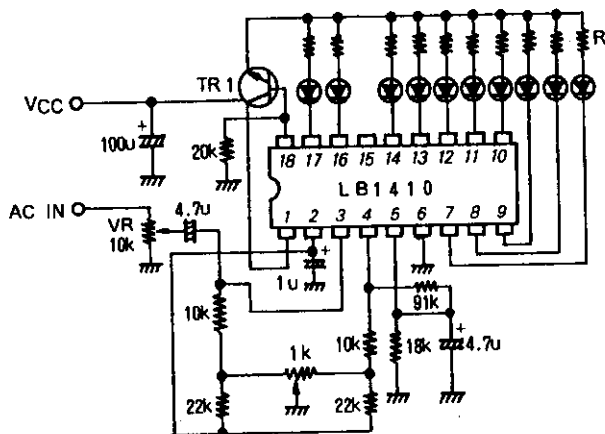 R
TR 1
VCC
+
100u
20k
18 17 16 15 14 13 12 11 10
LB1410
1 2 3 4 5 6 7 8 9
AC IN
VR
10k
4.7u
+
1u
10k
91k
+
1k
10k
18k
4.7u
22k
22k